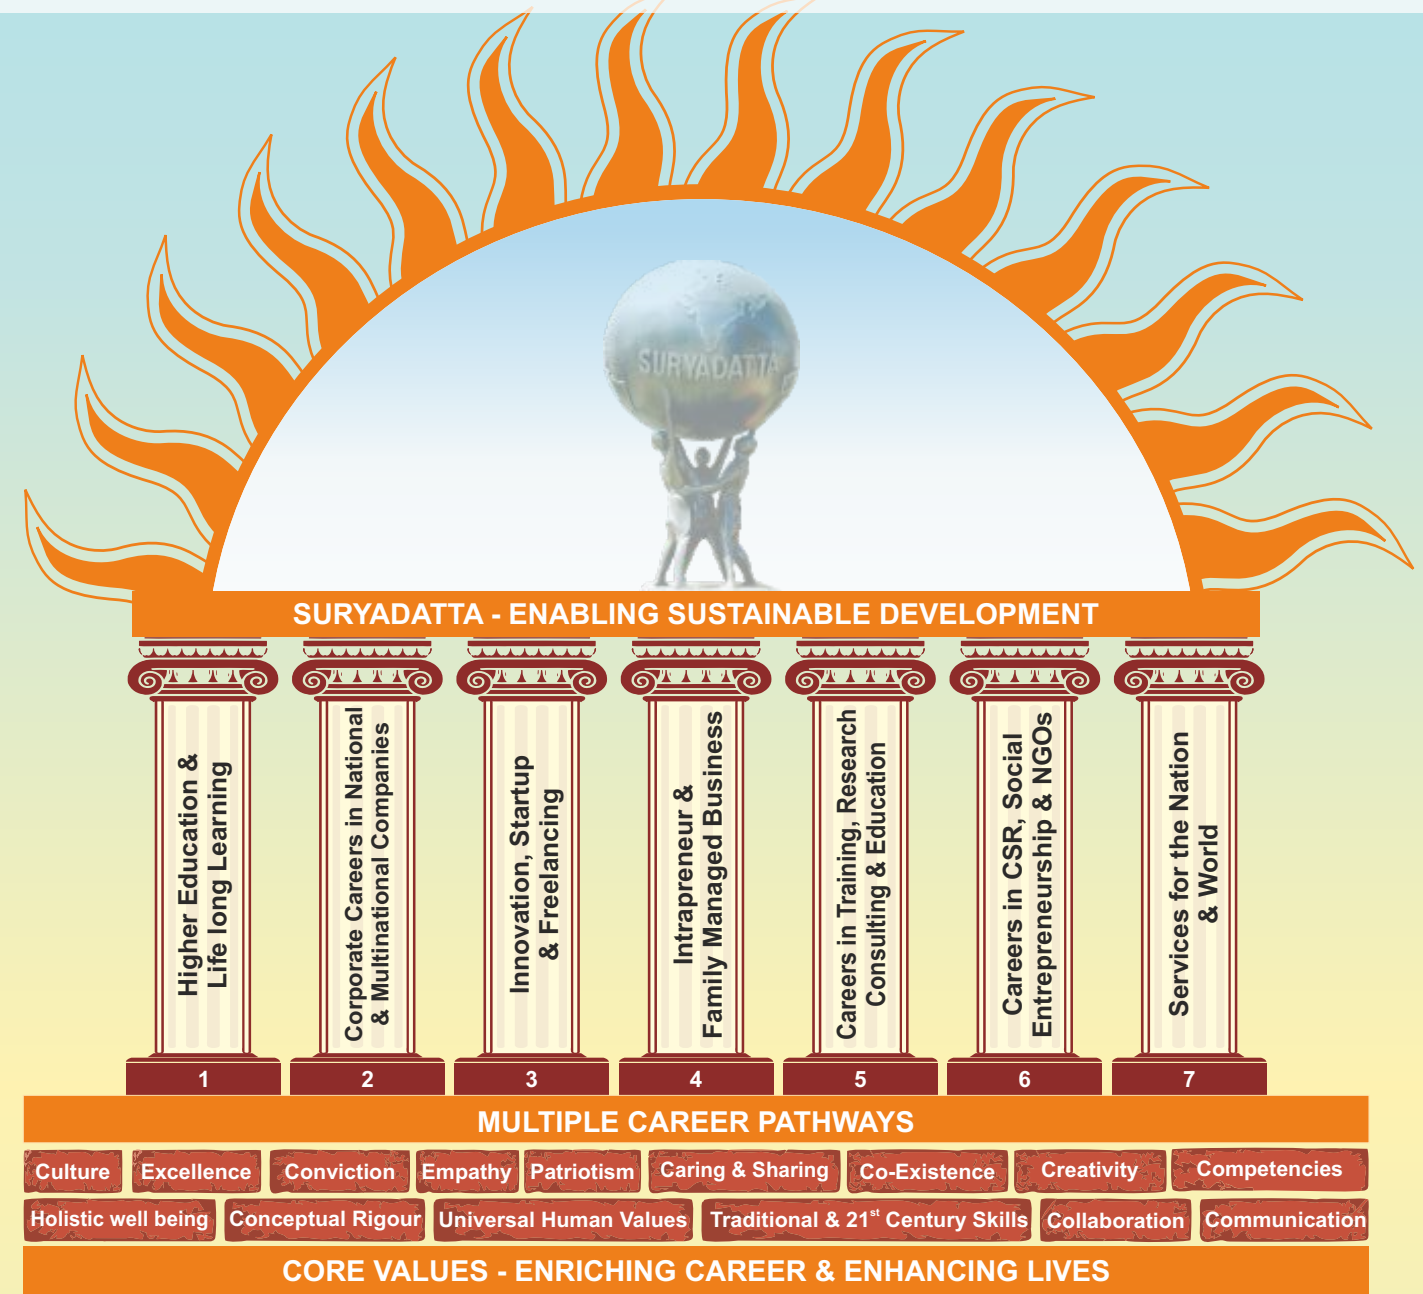 SURYADATTA
SURYADATTA - ENABLING SUSTAINABLE DEVELOPMENT
Higher Education &
Life long Learning
Corporate Careers in National
& Multinational Companies
Innovation, Startup
& Freelancing
Intrapreneur &
Family Managed Business
Careers in Training, Research
Consulting & Education
Careers in CSR, Social
Entrepreneurship & NGOs
Services for the Nation
& World
1 2 3 4 5 6 7
MULTIPLE CAREER PATHWAYS
Culture Excellence Conviction Empathy Patriotism Caring & Sharing Co-Existence Creativity Competencies
Holistic well being Conceptual Rigour Universal Human Values Traditional & 21st Century Skills Collaboration Communication
CORE VALUES - ENRICHING CAREER & ENHANCING LIVES